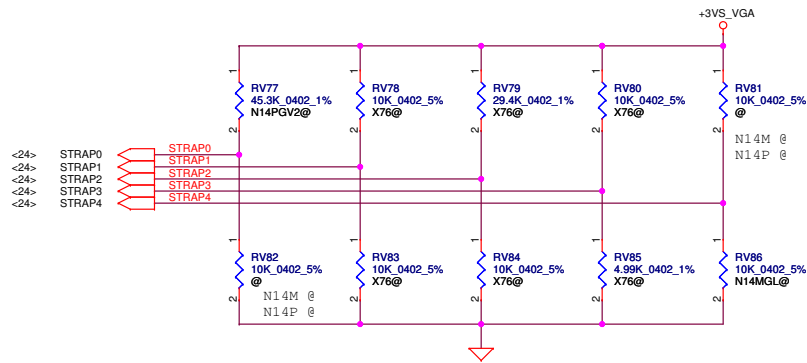 +3VS_VGA
1 1 1 1 1
RV77 RV78 RV79 RV80 RV81
45.3K_0402_1% 10K_0402_5% 29.4K_0402_1% 10K_0402_5% 10K_0402_5%
N14PGV2@ X76@ X76@ X76@ @
2 2 2 2 2
N14M @
N14P @
<24> STRAP0 STRAP0
<24> STRAP1 STRAP1
<24> STRAP2 STRAP2
<24> STRAP3 STRAP3
<24> STRAP4 STRAP4
1 1 1 1 1
RV82 RV83 RV84 RV85 RV86
10K_0402_5% 10K_0402_5% 10K_0402_5% 4.99K_0402_1% 10K_0402_5%
@ X76@ X76@ X76@ N14MGL@
2 2 2 2 2
N14M @
N14P @